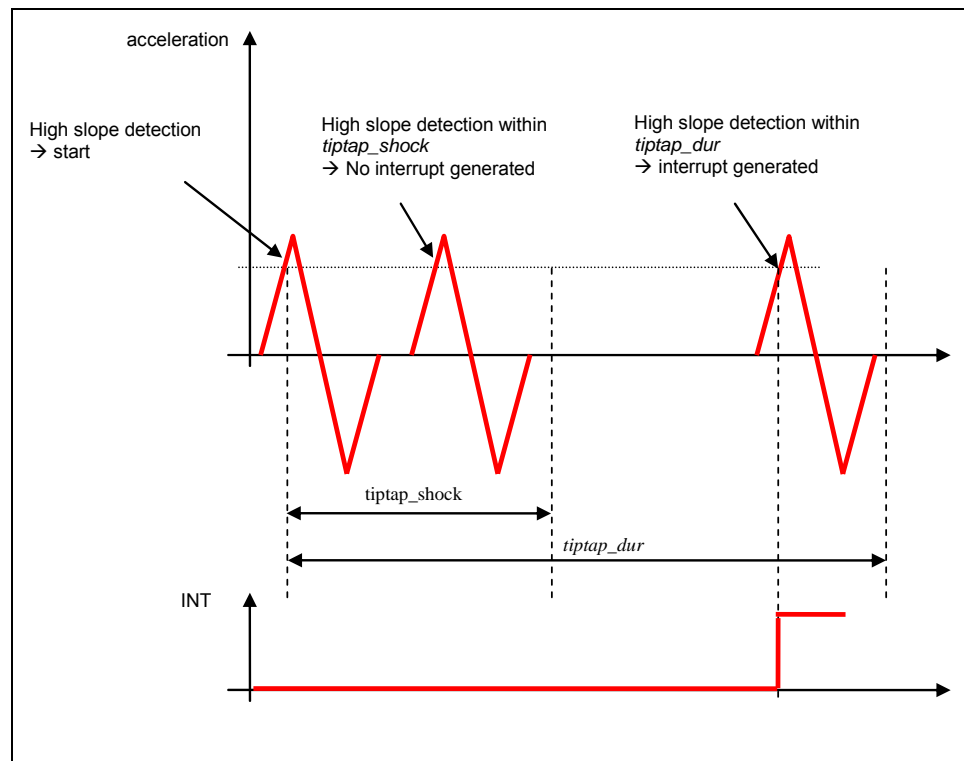 acceleration
High slope detection
→ start
High slope detection within
tiptap_shock
→ No interrupt generated
High slope detection within
tiptap_dur
→ interrupt generated
tiptap_shock
tiptap_dur
INT